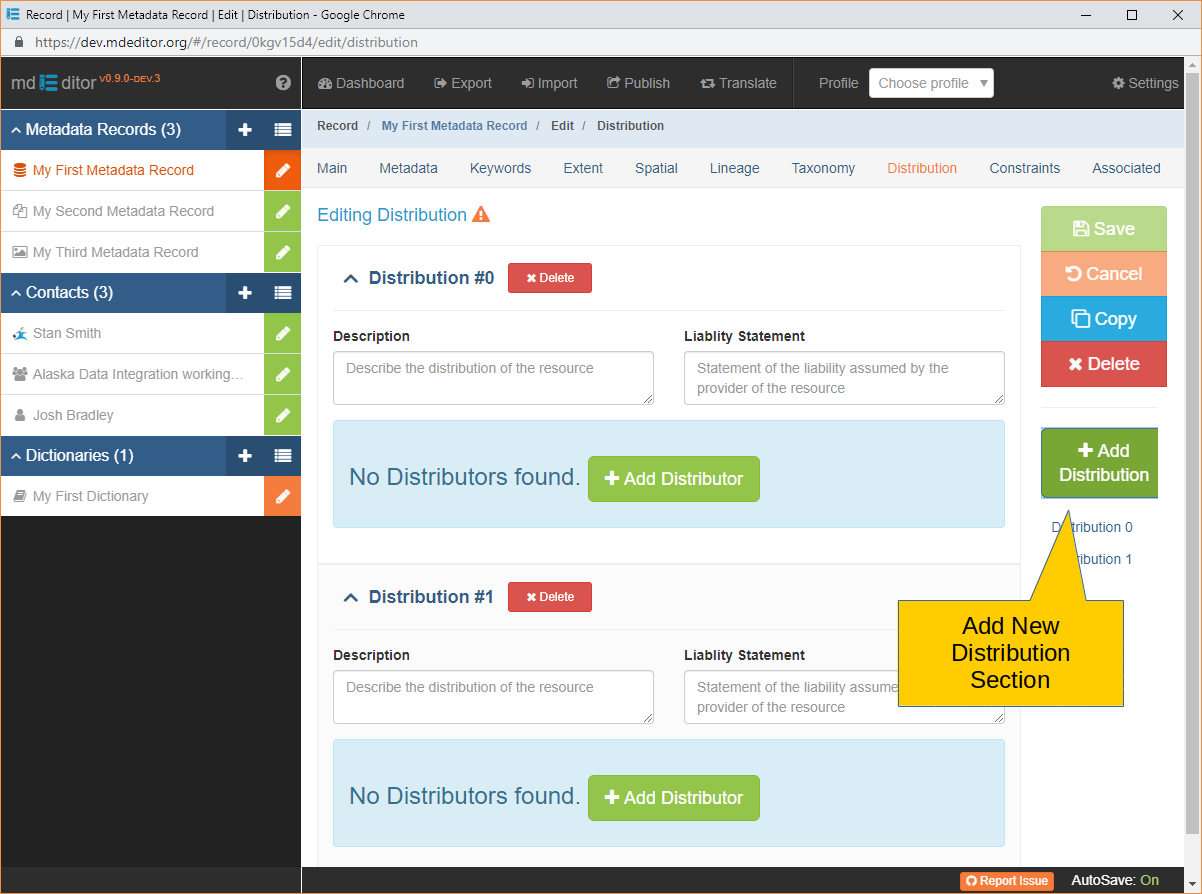 Record | My First Metadata Record | Edit | Distribution - Google Chrome
https://dev.mdeditor.org/#/record/0kgv15d4/edit/distribution
md ditor v0.9.0-DEV.3
Dashboard Export Import Publish Translate Profile Choose profile Settings
Metadata Records (3)
My First Metadata Record
My Second Metadata Record
My Third Metadata Record
Contacts (3)
Stan Smith
Alaska Data Integration working...
Josh Bradley
Dictionaries (1)
My First Dictionary
Record / My First Metadata Record / Edit / Distribution
Main Metadata Keywords Extent Spatial Lineage Taxonomy Distribution Constraints Associated
Editing Distribution
Distribution #0 Delete
Description Liablity Statement
Describe the distribution of the resource
Statement of the liability assumed by the
provider of the resource
No Distributors found. Add Distributor
Distribution #1 Delete
Description Liablity Statement
Describe the distribution of the resource
Statement of the liability assume
provider of the resource
No Distributors found. Add Distributor
Save
Cancel
Copy
Delete
Add
Distribution
D tribution 0
ibution 1
Add New
Distribution
Section
Report Issue AutoSave: On